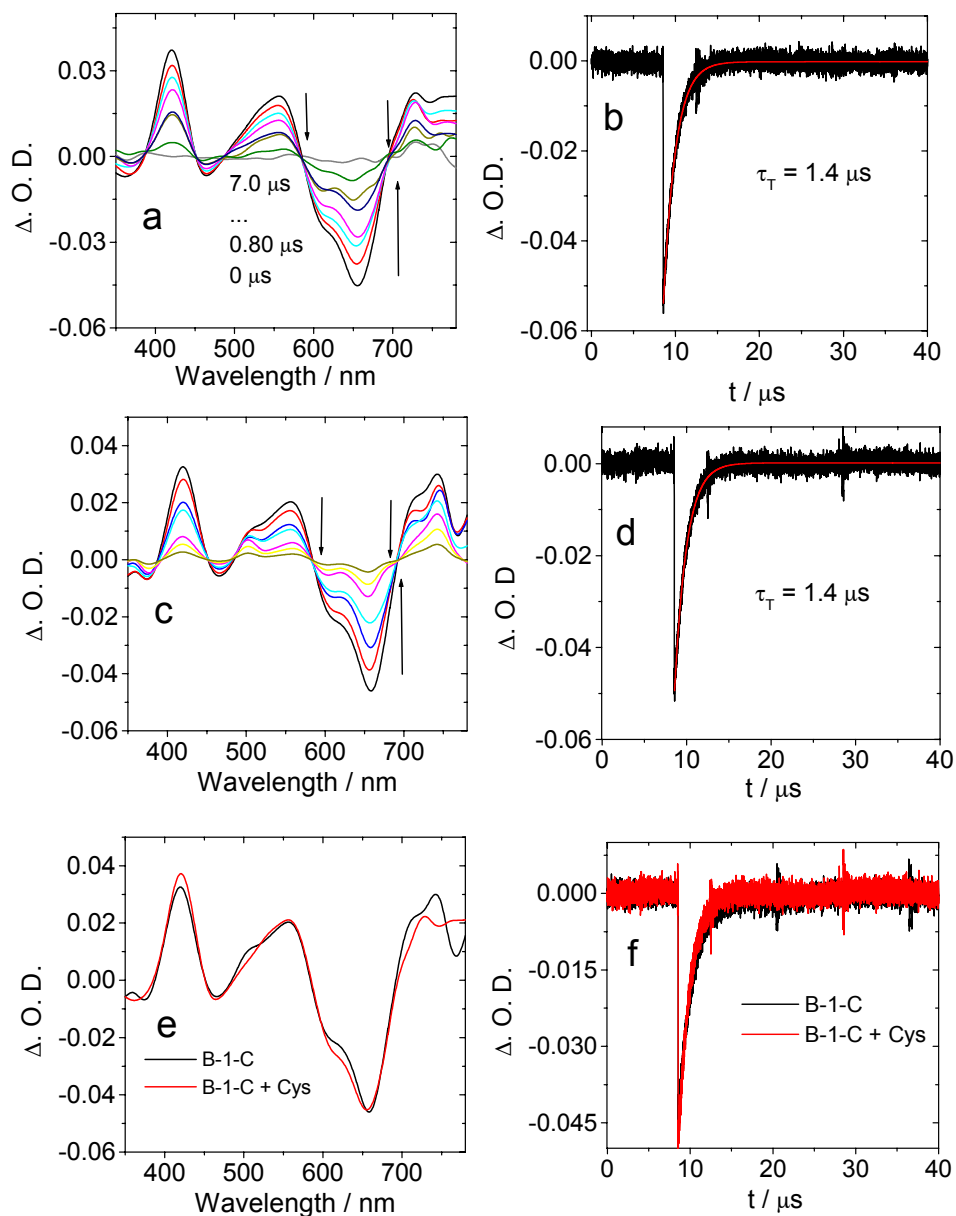 0.03
0.00
-0.03
-0.06
Δ. O. D.
a
7.0 μs
...
0.80 μs
0 μs
400 500 600 700
Wavelength / nm
0.00
-0.02
-0.04
-0.06
Δ. O.D.
b
τT = 1.4 μs
0 10 20 30 40
t / μs
0.04
0.02
0.00
-0.02
-0.04
-0.06
Δ. O. D.
c
400 500 600 700
Wavelength / nm
0.00
-0.02
-0.04
-0.06
Δ. O. D
d
τT = 1.4 μs
0 10 20 30 40
t / μs
0.04
0.02
0.00
-0.02
-0.04
-0.06
Δ. O. D.
e
B-1-C
B-1-C + Cys
400 500 600 700
Wavelength / nm
0.000
-0.015
-0.030
-0.045
Δ. O. D.
f
B-1-C
B-1-C + Cys
0 10 20 30 40
t / μs